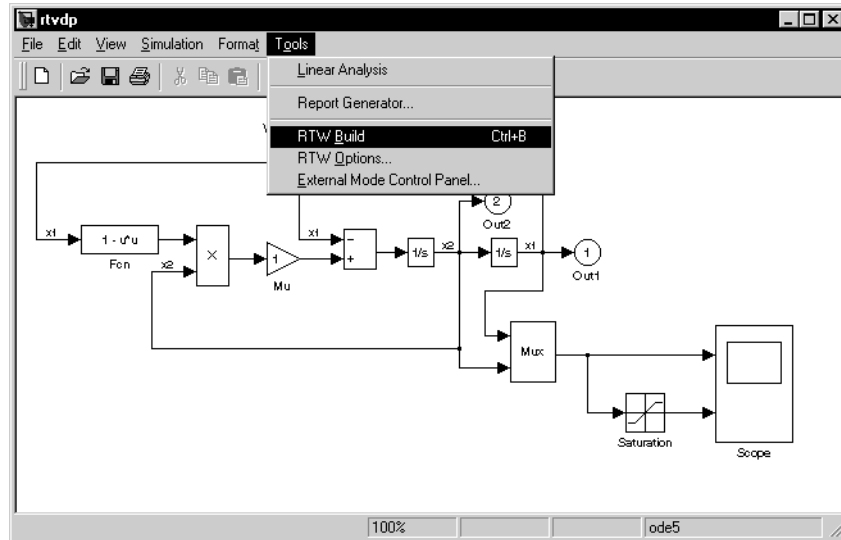 rtvdp
File Edit View Simulation Format Tools
Linear Analysis
Report Generator...
RTW Build Ctrl+B
RTW Options...
External Mode Control Panel...
2
Out2
x1
1 - u*u
Fcn
x2
×
1
Mu
x1
−
+
1/s
x2
1/s
x1
1
Out1
Mux
Saturation
Scope
100%
ode5